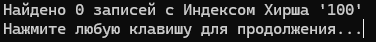 Найдено 0 записей с Индексом Хирша '100'
Нажмите любую клавишу для продолжения...